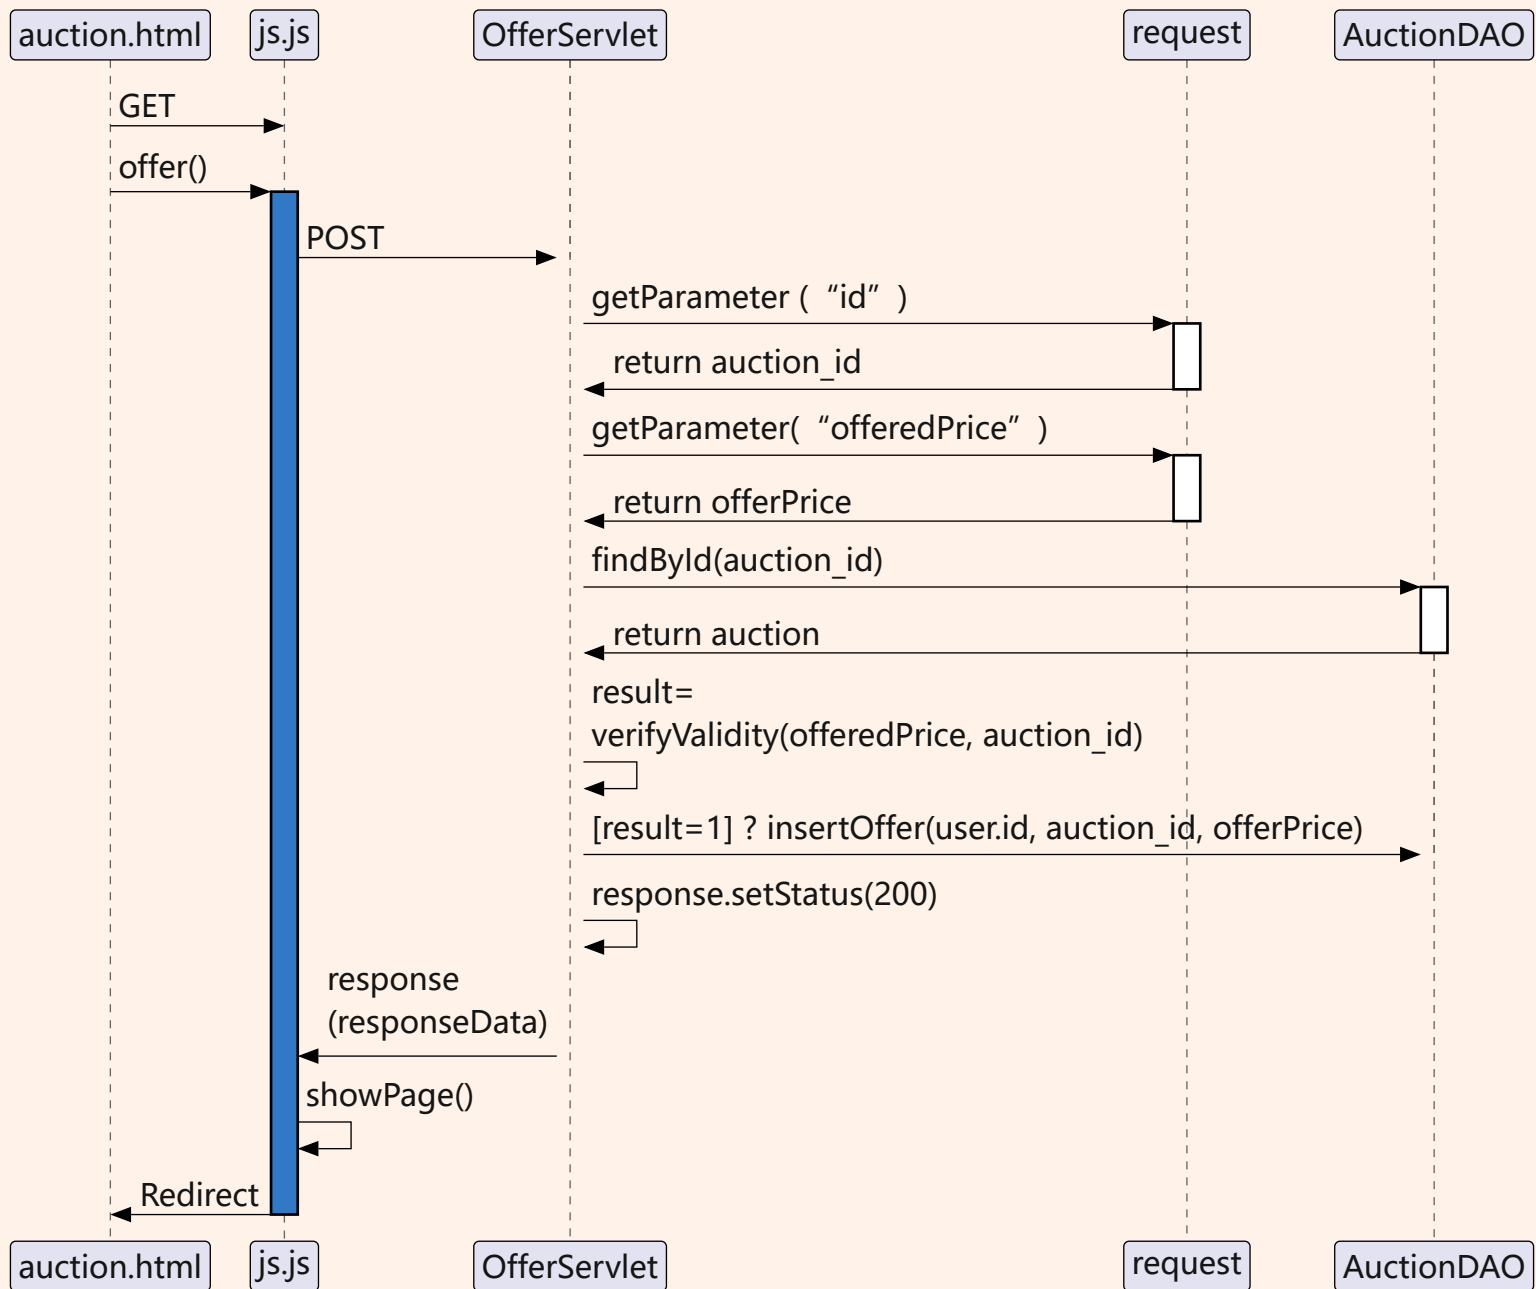 auction.html
js.js
OfferServlet
request
AuctionDAO
GET
offer()
POST
getParameter (“id”)
return auction_id
getParameter(“offeredPrice”)
return offerPrice
findById(auction_id)
return auction
result=
verifyValidity(offeredPrice, auction_id)
[result=1] ? insertOffer(user.id, auction_id, offerPrice)
response.setStatus(200)
response
(responseData)
showPage()
Redirect
auction.html
js.js
OfferServlet
request
AuctionDAO